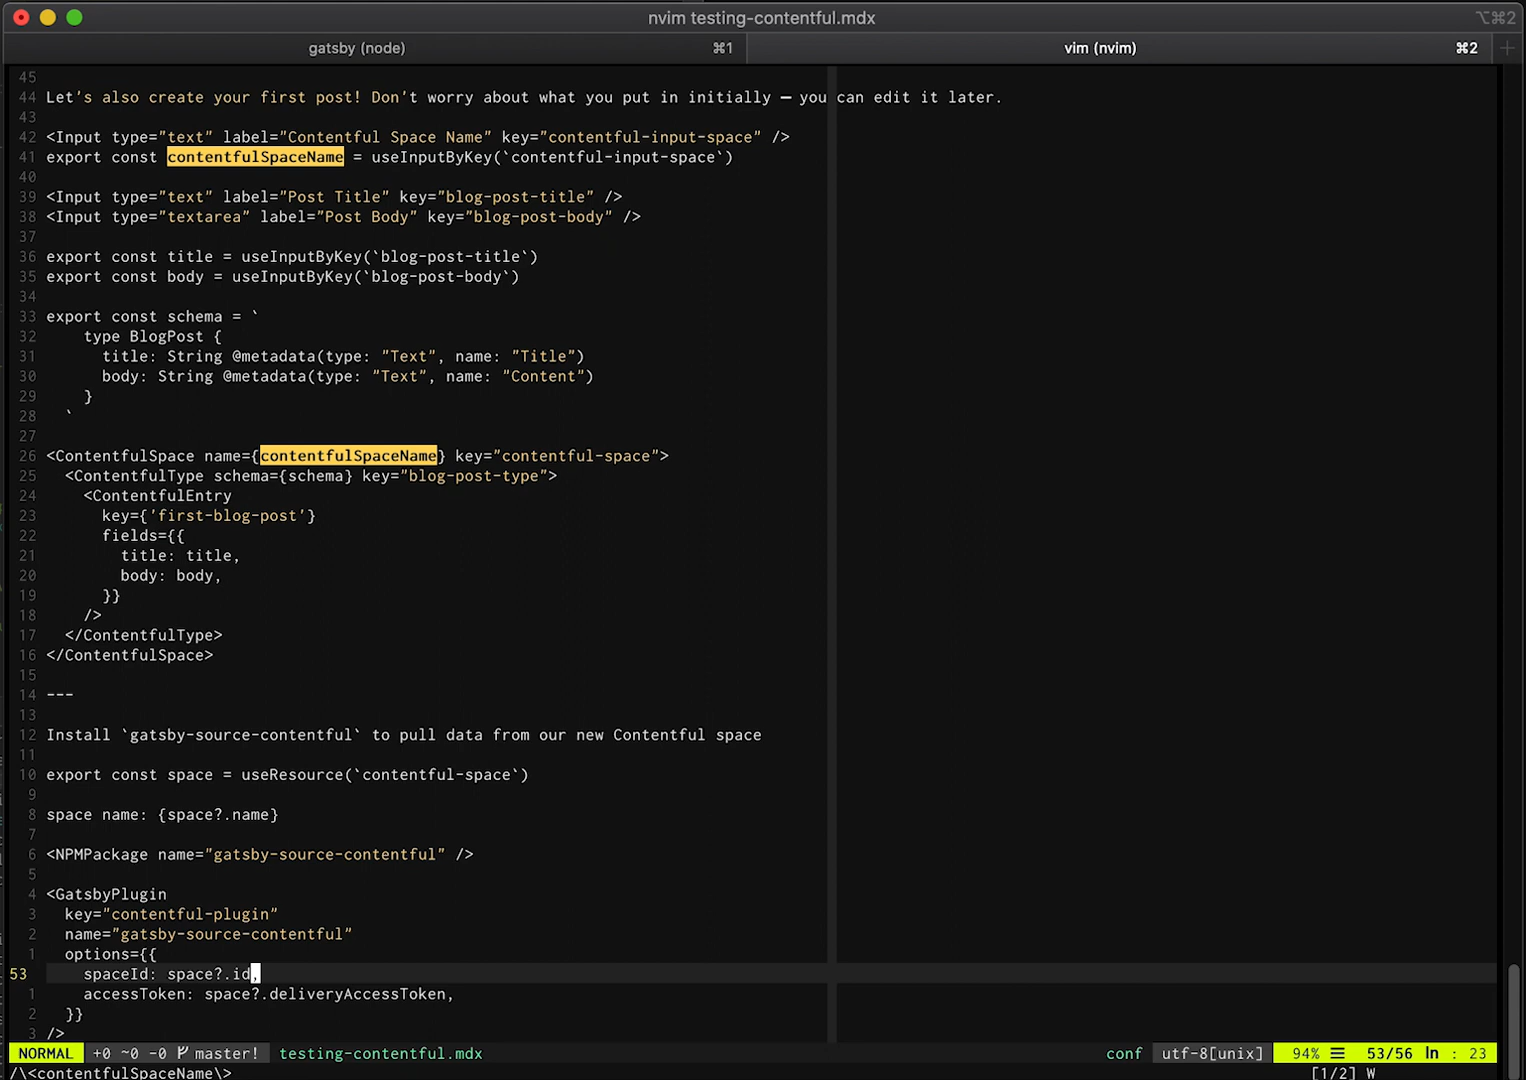 nvim testing-contentful.mdx ⌥⌘2
gatsby (node) ⌘1 vim (nvim) ⌘2 +
45
44 Let's also create your first post! Don't worry about what you put in initially — you can edit it later.
43
42 <Input type="text" label="Contentful Space Name" key="contentful-input-space" />
41 export const contentfulSpaceName = useInputByKey(`contentful-input-space`)
40
39 <Input type="text" label="Post Title" key="blog-post-title" />
38 <Input type="textarea" label="Post Body" key="blog-post-body" />
37
36 export const title = useInputByKey(`blog-post-title`)
35 export const body = useInputByKey(`blog-post-body`)
34
33 export const schema = `
32     type BlogPost {
31       title: String @metadata(type: "Text", name: "Title")
30       body: String @metadata(type: "Text", name: "Content")
29     }
28   `
27
26 <ContentfulSpace name={contentfulSpaceName} key="contentful-space">
25   <ContentfulType schema={schema} key="blog-post-type">
24     <ContentfulEntry
23       key={'first-blog-post'}
22       fields={{
21         title: title,
20         body: body,
19       }}
18     />
17   </ContentfulType>
16 </ContentfulSpace>
15
14 ---
13
12 Install `gatsby-source-contentful` to pull data from our new Contentful space
11
10 export const space = useResource(`contentful-space`)
9
8 space name: {space?.name}
7
6 <NPMPackage name="gatsby-source-contentful" />
5
4 <GatsbyPlugin
3   key="contentful-plugin"
2   name="gatsby-source-contentful"
1   options={{
53     spaceId: space?.id,
1     accessToken: space?.deliveryAccessToken,
2   }}
3 />
NORMAL +0 ~0 -0 master! testing-contentful.mdx conf utf-8[unix] 94% ☰ 53/56 ln : 23
/\<contentfulSpaceName\> [1/2] W